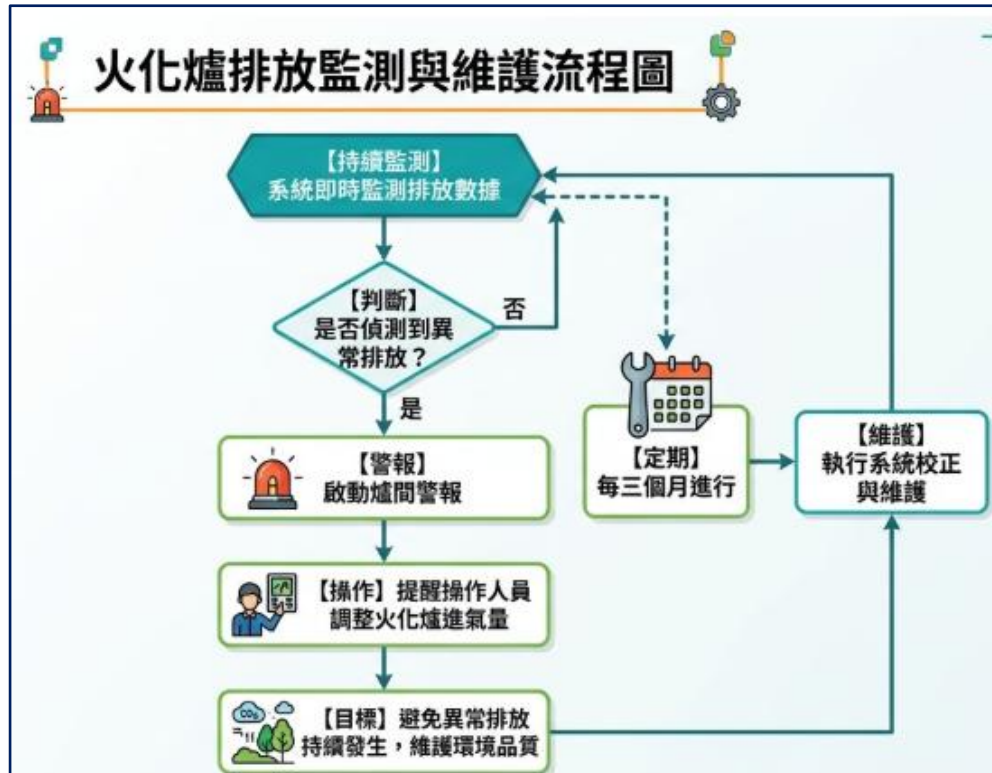 火化爐排放監測與維護流程圖
【持續監測】
系統即時監測排放數據
【判斷】
是否偵測到異
常排放？
否
是
【警報】
啟動爐間警報
【操作】提醒操作人員
調整火化爐進氣量
【目標】避免異常排放
持續發生，維護環境品質
【定期】
每三個月進行
【維護】
執行系統校正
與維護